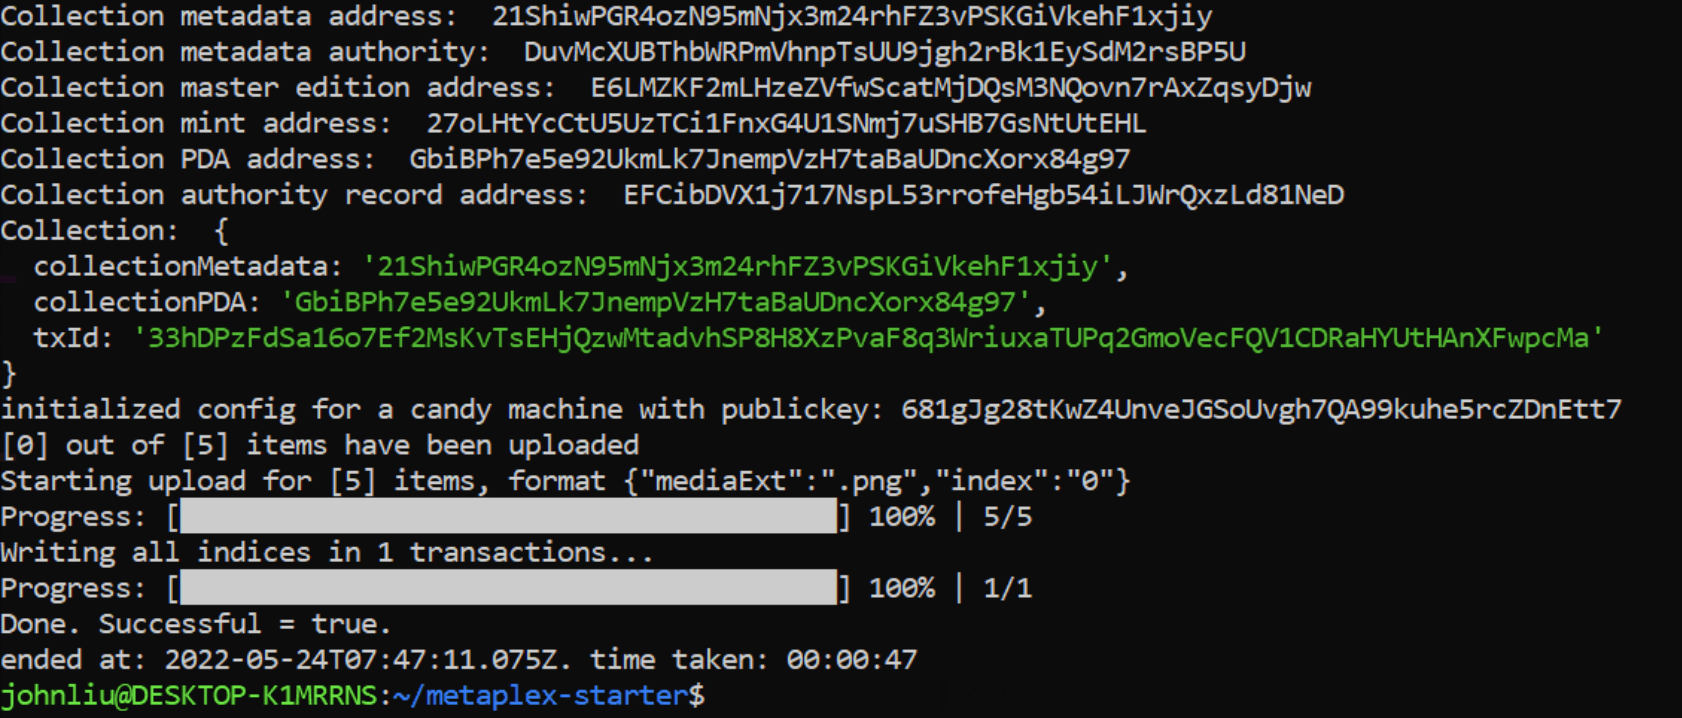 Collection metadata address:  21ShiwPGR4ozN95mNjx3m24rhFZ3vPSKGiVkehF1xjiy
Collection metadata authority:  DuvMcXUBThbWRPmVhnpTsUU9jgh2rBk1EySdM2rsBP5U
Collection master edition address:  E6LMZKF2mLHzeZVfwScatMjDQsM3NQovn7rAxZqsyDjw
Collection mint address:  27oLHtYcCtU5UzTCi1FnxG4U1SNmj7uSHB7GsNtUtEHL
Collection PDA address:  GbiBPh7e5e92UkmLk7JnempVzH7taBaUDncXorx84g97
Collection authority record address:  EFCibDVX1j717NspL53rrofeHgb54iLJWrQxzLd81NeD
Collection:  {
  collectionMetadata: '21ShiwPGR4ozN95mNjx3m24rhFZ3vPSKGiVkehF1xjiy',
  collectionPDA: 'GbiBPh7e5e92UkmLk7JnempVzH7taBaUDncXorx84g97',
  txId: '33hDPzFdSa16o7Ef2MsKvTsEHjQzwMtadvhSP8H8XzPvaF8q3WriuxaTUPq2GmoVecFQV1CDRaHYUtHAnXFwpcMa'
}
initialized config for a candy machine with publickey: 681gJg28tKwZ4UnveJGSoUvgh7QA99kuhe5rcZDnEtt7
[0] out of [5] items have been uploaded
Starting upload for [5] items, format {"mediaExt":".png","index":"0"}
Progress: [████████████████████████████████████████] 100% | 5/5
Writing all indices in 1 transactions...
Progress: [████████████████████████████████████████] 100% | 1/1
Done. Successful = true.
ended at: 2022-05-24T07:47:11.075Z. time taken: 00:00:47
johnliu@DESKTOP-K1MRRNS:~/metaplex-starter$